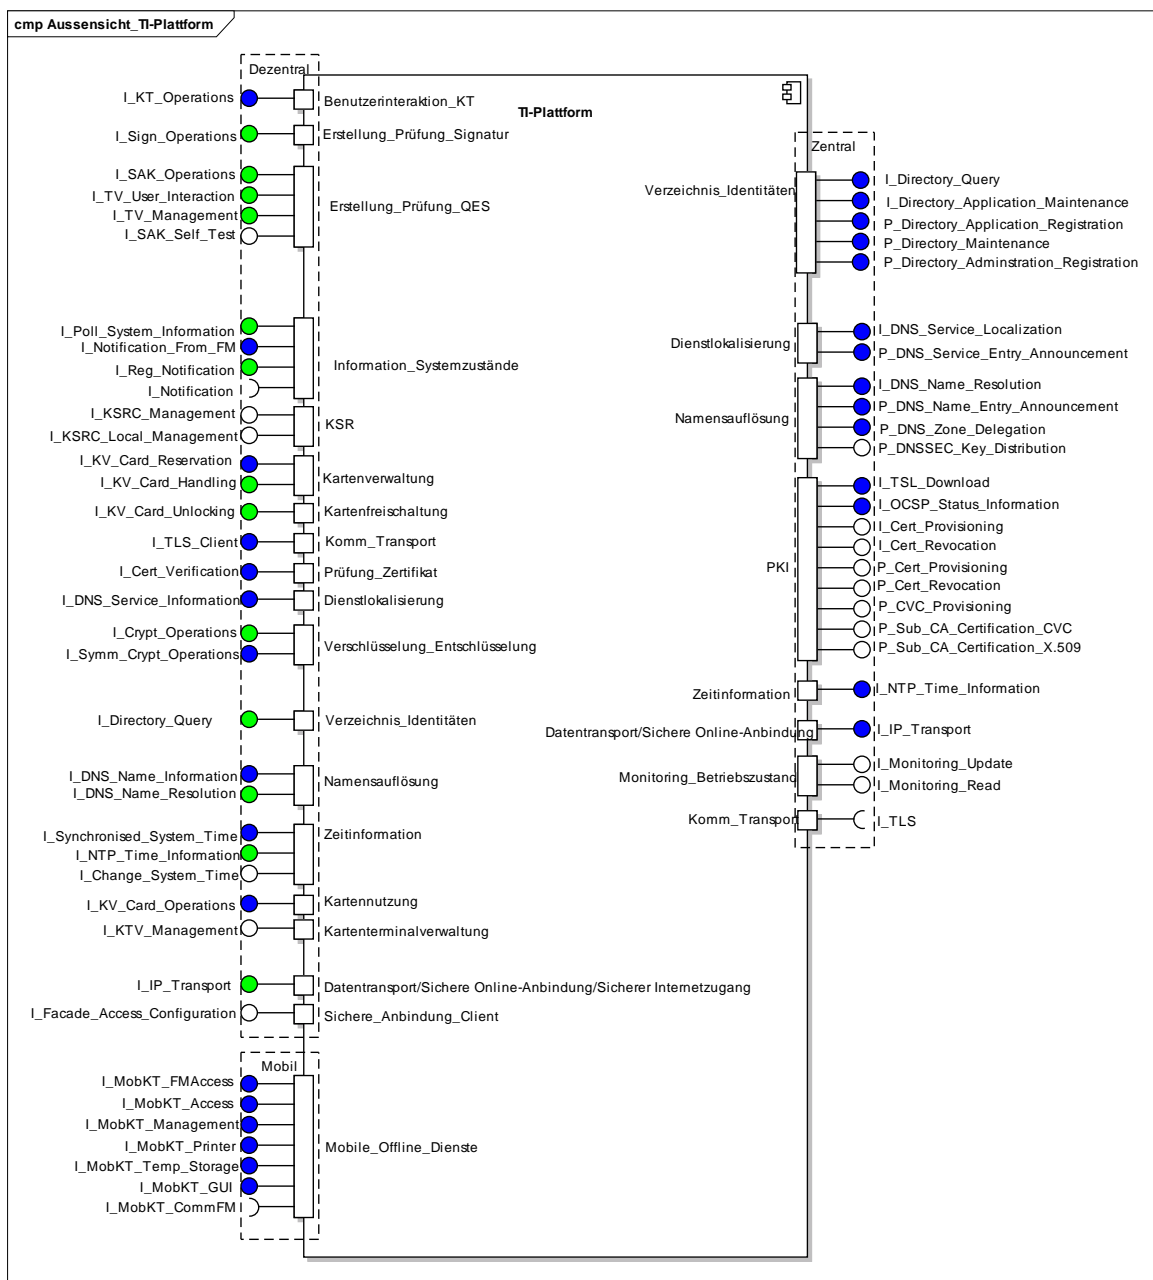 cmp Aussensicht_TI-Plattform
Dezentral
TI-Plattform
I_KT_Operations
Benutzerinteraktion_KT
I_Sign_Operations
Erstellung_Prüfung_Signatur
I_SAK_Operations
I_TV_User_Interaction
I_TV_Management
I_SAK_Self_Test
Erstellung_Prüfung_QES
I_Poll_System_Information
I_Notification_From_FM
I_Reg_Notification
I_Notification
Information_Systemzustände
I_KSRC_Management
I_KSRC_Local_Management
KSR
I_KV_Card_Reservation
I_KV_Card_Handling
Kartenverwaltung
I_KV_Card_Unlocking
Kartenfreischaltung
I_TLS_Client
Komm_Transport
I_Cert_Verification
Prüfung_Zertifikat
I_DNS_Service_Information
Dienstlokalisierung
I_Crypt_Operations
I_Symm_Crypt_Operations
Verschlüsselung_Entschlüsselung
I_Directory_Query
Verzeichnis_Identitäten
I_DNS_Name_Information
I_DNS_Name_Resolution
Namensauflösung
I_Synchronised_System_Time
I_NTP_Time_Information
I_Change_System_Time
Zeitinformation
I_KV_Card_Operations
Kartennutzung
I_KTV_Management
Kartenterminalverwaltung
I_IP_Transport
Datentransport/Sichere Online-Anbindung/Sicherer Internetzugang
I_Facade_Access_Configuration
Sichere_Anbindung_Client
Mobil
I_MobKT_FMAccess
I_MobKT_Access
I_MobKT_Management
I_MobKT_Printer
I_MobKT_Temp_Storage
I_MobKT_GUI
I_MobKT_CommFM
Mobile_Offline_Dienste
Zentral
Verzeichnis_Identitäten
I_Directory_Query
I_Directory_Application_Maintenance
P_Directory_Application_Registration
P_Directory_Maintenance
P_Directory_Adminstration_Registration
Dienstlokalisierung
I_DNS_Service_Localization
P_DNS_Service_Entry_Announcement
Namensauflösung
I_DNS_Name_Resolution
P_DNS_Name_Entry_Announcement
P_DNS_Zone_Delegation
P_DNSSEC_Key_Distribution
PKI
I_TSL_Download
I_OCSP_Status_Information
I_Cert_Provisioning
I_Cert_Revocation
P_Cert_Provisioning
P_Cert_Revocation
P_CVC_Provisioning
P_Sub_CA_Certification_CVC
P_Sub_CA_Certification_X.509
Zeitinformation
I_NTP_Time_Information
Datentransport/Sichere Online-Anbindung
I_IP_Transport
Monitoring_Betriebszustand
I_Monitoring_Update
I_Monitoring_Read
Komm_Transport
I_TLS